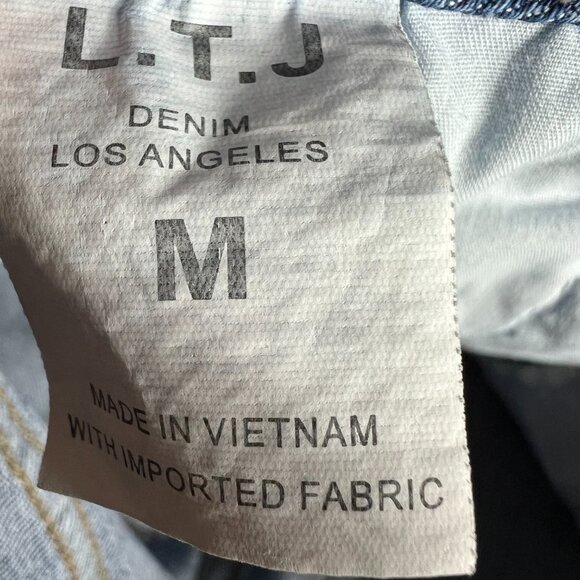 L.T.J
DENIM
LOS ANGELES
M
MADE IN VIETNAM
WITH IMPORTED FABRIC